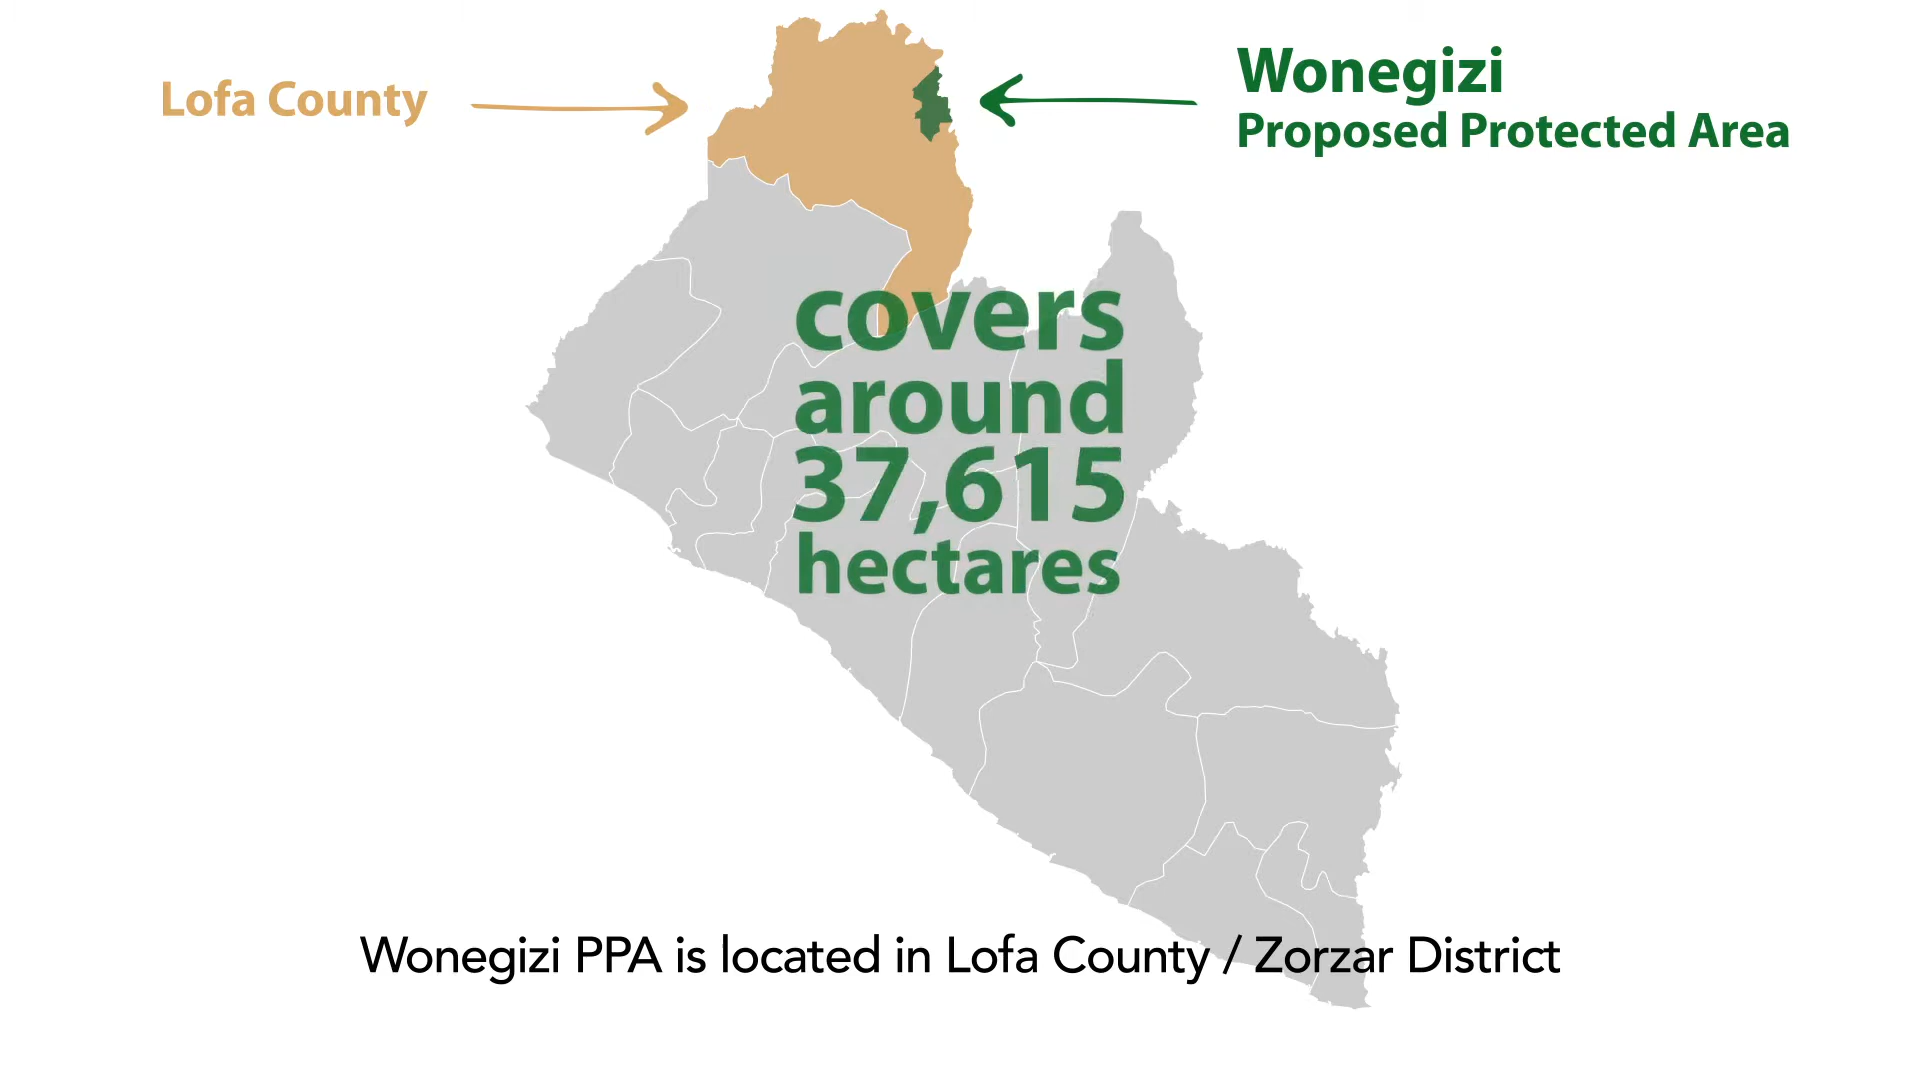 Lofa County
Wonegizi
Proposed Protected Area
covers
around
37,615
hectares
Wonegizi PPA is located in Lofa County / Zorzar District